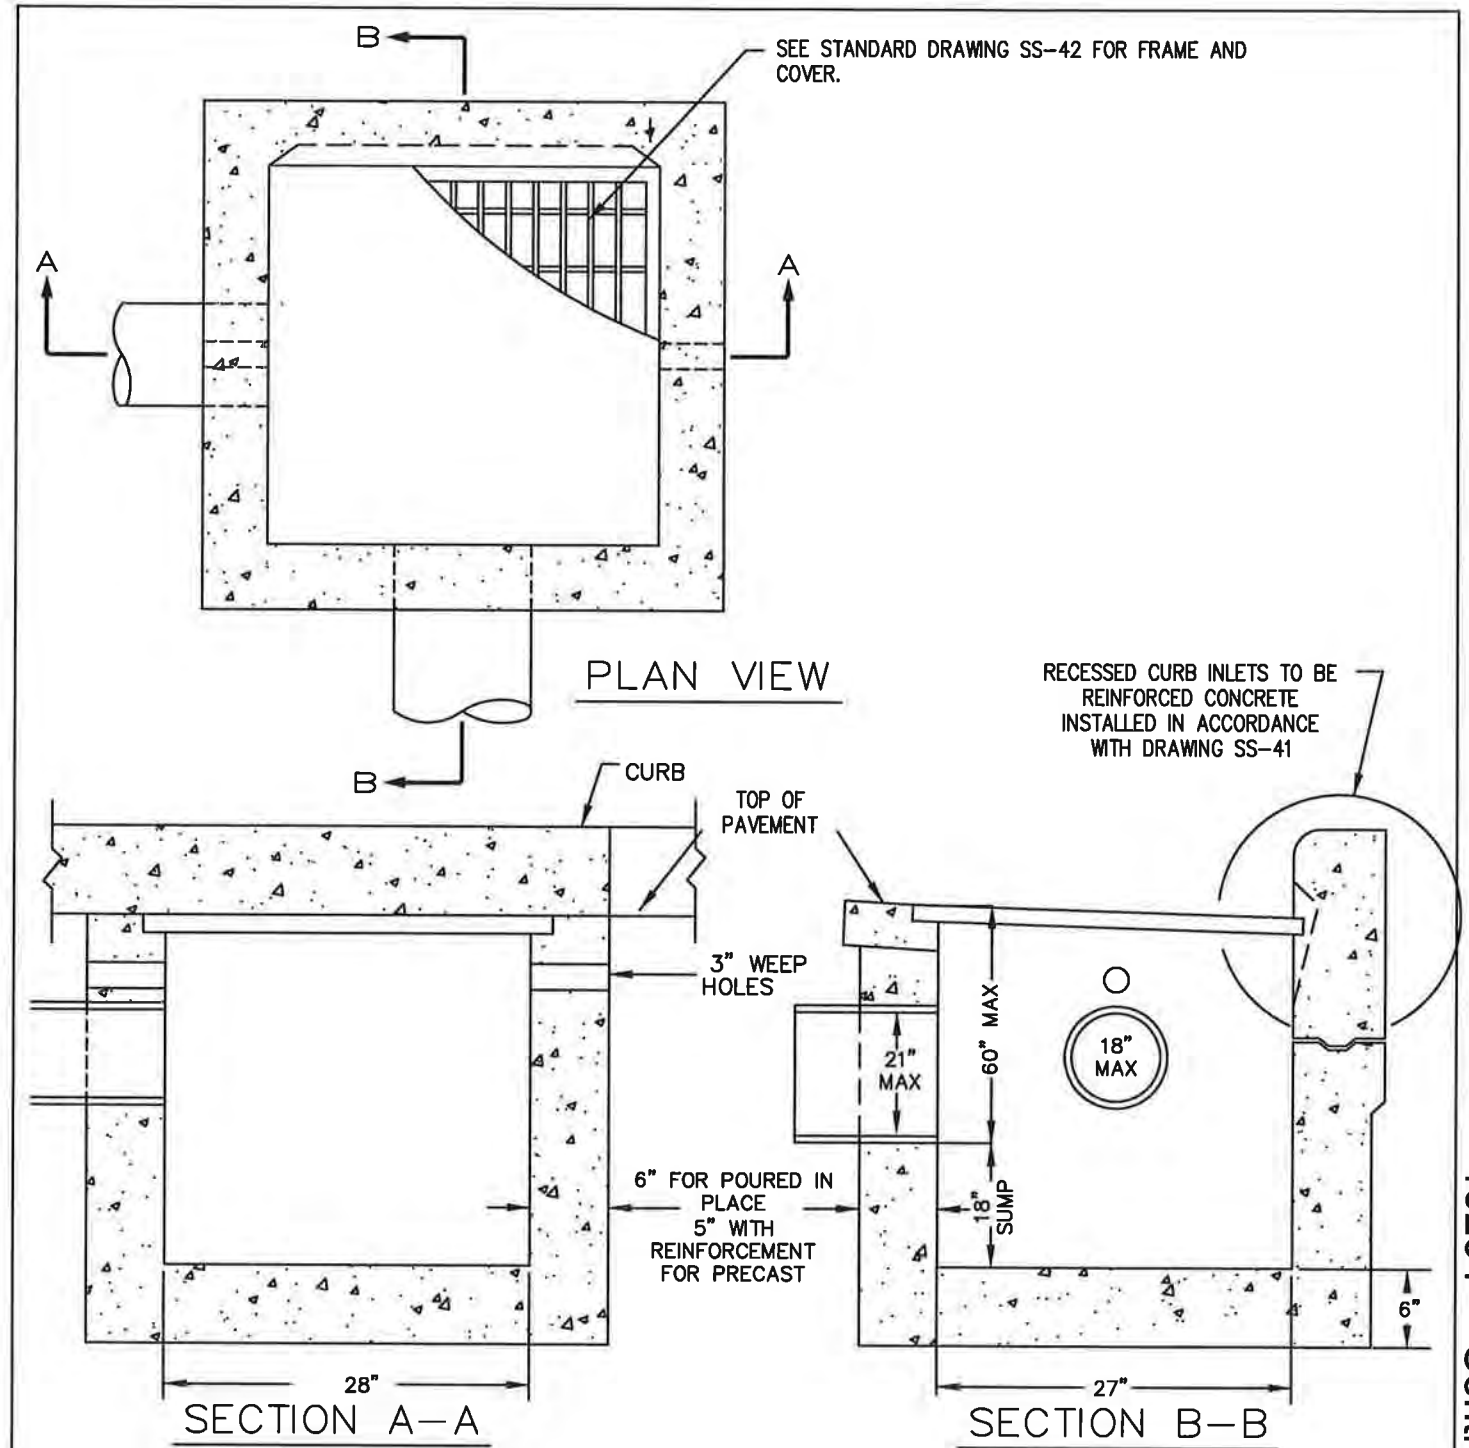 B
SEE STANDARD DRAWING SS-42 FOR FRAME AND
COVER.
A
A
PLAN VIEW
B
RECESSED CURB INLETS TO BE
REINFORCED CONCRETE
INSTALLED IN ACCORDANCE
WITH DRAWING SS-41
CURB
TOP OF
PAVEMENT
3" WEEP
HOLES
21"
MAX
60" MAX
18"
MAX
6" FOR POURED IN
PLACE
5" WITH
REINFORCEMENT
FOR PRECAST
18"
SUMP
6"
28"
27"
SECTION A-A
SECTION B-B